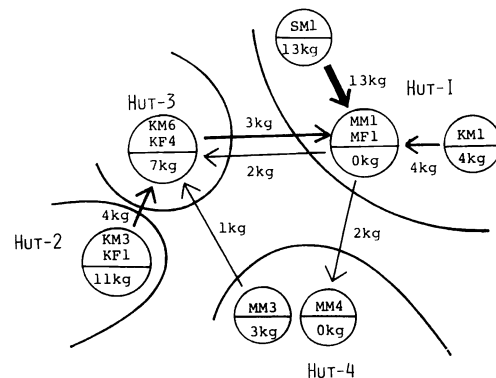 SM1
13kg
13kg
HUT-1
HUT-3
KM6
KF4
7kg
3kg
2kg
MM1
MF1
0kg
4kg
KM1
4kg
4kg
HUT-2
KM3
KF1
11kg
1kg
2kg
MM3
3kg
MM4
0kg
HUT-4